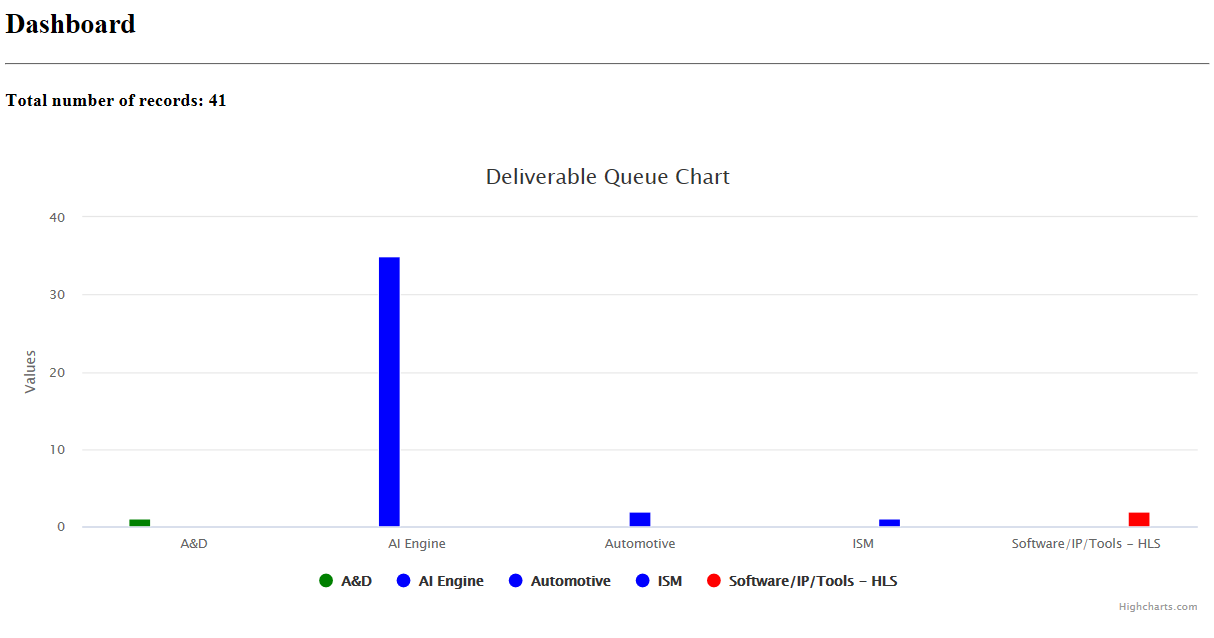 Dashboard
Total number of records: 41
Deliverable Queue Chart
Values
40
30
20
10
0
A&D AI Engine Automotive ISM Software/IP/Tools - HLS
A&D AI Engine Automotive ISM Software/IP/Tools - HLS
Highcharts.com